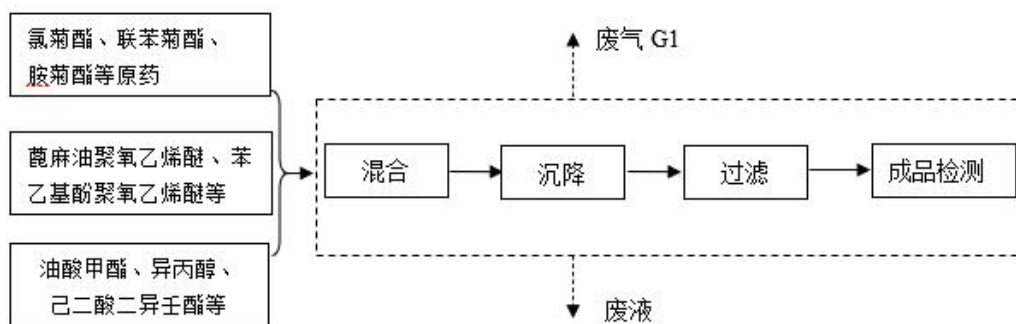 氯菊酯、联苯菊酯、
胺菊酯等原药
废气 G1
蓖麻油聚氧乙烯醚、苯
乙基酚聚氧乙烯醚等
混合
沉降
过滤
成品检测
油酸甲酯、异丙醇、
己二酸二异壬酯等
废液